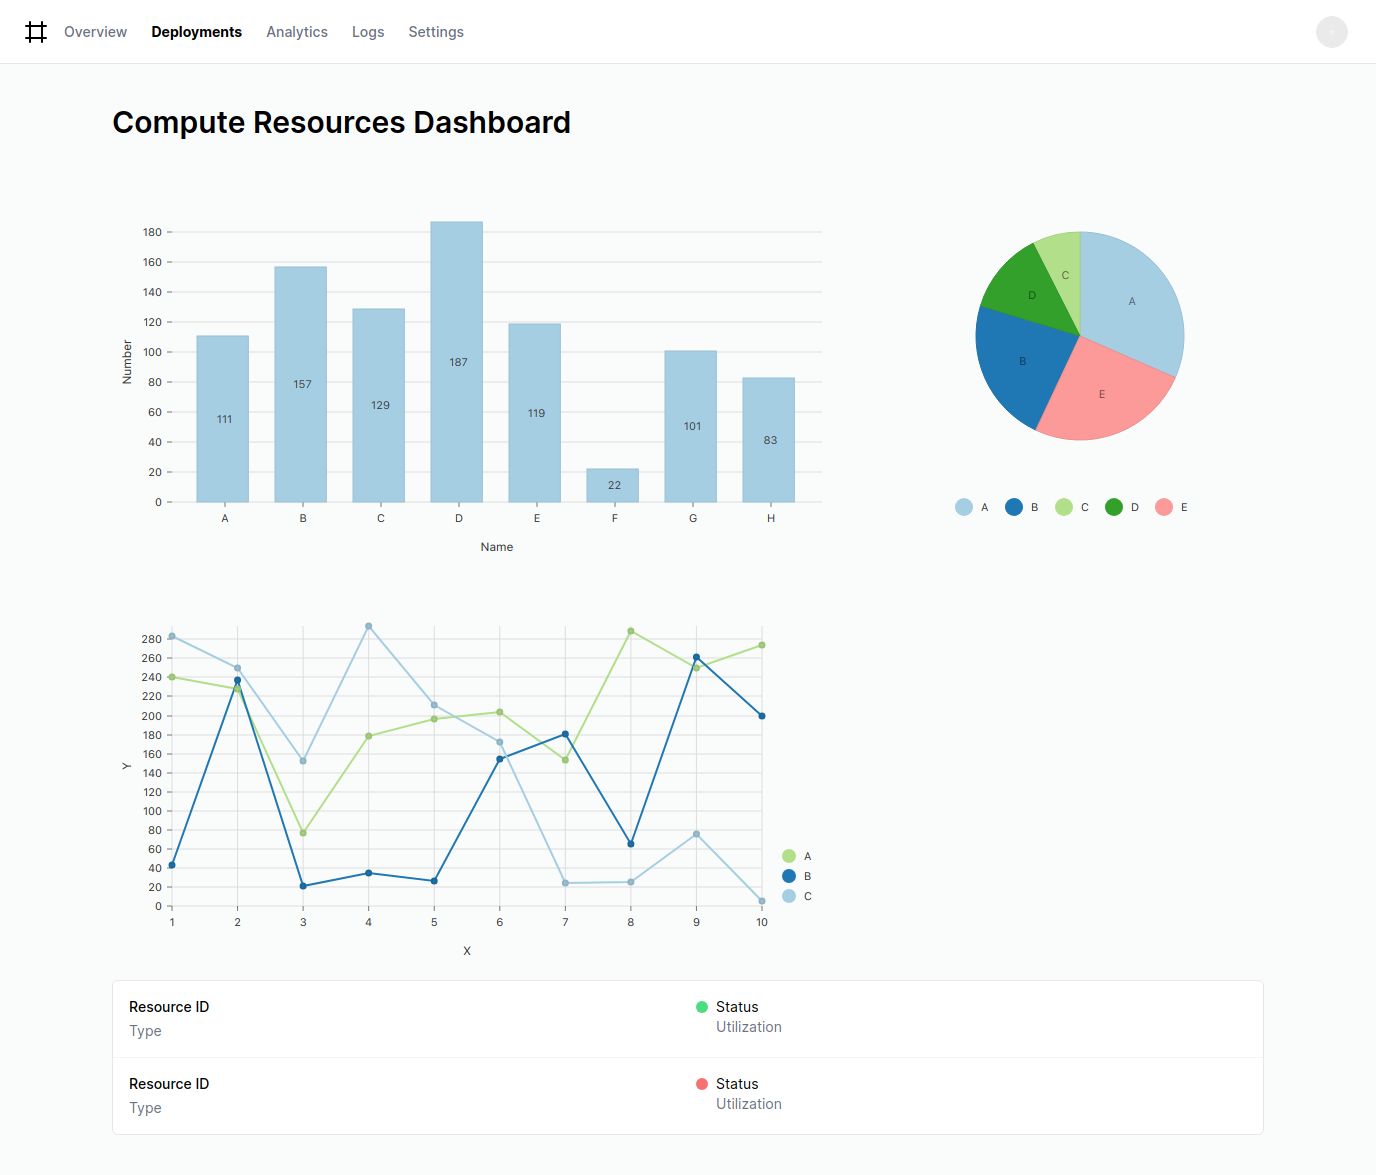 Overview Deployments Analytics Logs Settings
Compute Resources Dashboard
Number
180
160
140
120
100
80
60
40
20
0
111
157
129
187
119
22
101
83
A B C D E F G H
Name
A
E
B
D
C
A B C D E
Y
280
260
240
220
200
180
160
140
120
100
80
60
40
20
0
1 2 3 4 5 6 7 8 9 10
X
A
B
C
Resource ID
Type
Status
Utilization
Resource ID
Type
Status
Utilization